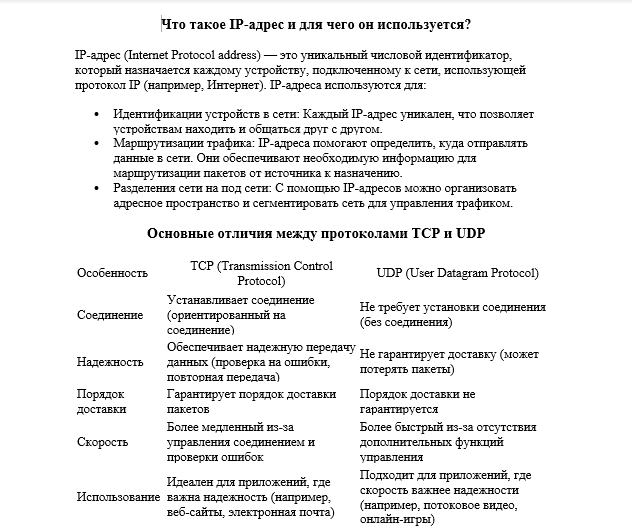 Что такое IP-адрес и для чего он используется?
IP-адрес (Internet Protocol address) — это уникальный числовой идентификатор,
который назначается каждому устройству, подключенному к сети, использующей
протокол IP (например, Интернет). IP-адреса используются для:
• Идентификации устройств в сети: Каждый IP-адрес уникален, что позволяет
устройствам находить и общаться друг с другом.
• Маршрутизации трафика: IP-адреса помогают определить, куда отправлять
данные в сети. Они обеспечивают необходимую информацию для
маршрутизации пакетов от источника к назначению.
• Разделения сети на под сети: С помощью IP-адресов можно организовать
адресное пространство и сегментировать сеть для управления трафиком.
Основные отличия между протоколами TCP и UDP
Особенность
TCP (Transmission Control
Protocol)
UDP (User Datagram Protocol)
Соединение
Устанавливает соединение
(ориентированный на
соединение)
Не требует установки соединения
(без соединения)
Надежность
Обеспечивает надежную передачу
данных (проверка на ошибки,
повторная передача)
Не гарантирует доставку (может
потерять пакеты)
Порядок
доставки
Гарантирует порядок доставки
пакетов
Порядок доставки не
гарантируется
Скорость
Более медленный из-за
управления соединением и
проверки ошибок
Более быстрый из-за отсутствия
дополнительных функций
управления
Использование
Идеален для приложений, где
важна надежность (например,
веб-сайты, электронная почта)
Подходит для приложений, где
скорость важнее надежности
(например, потоковое видео,
онлайн-игры)